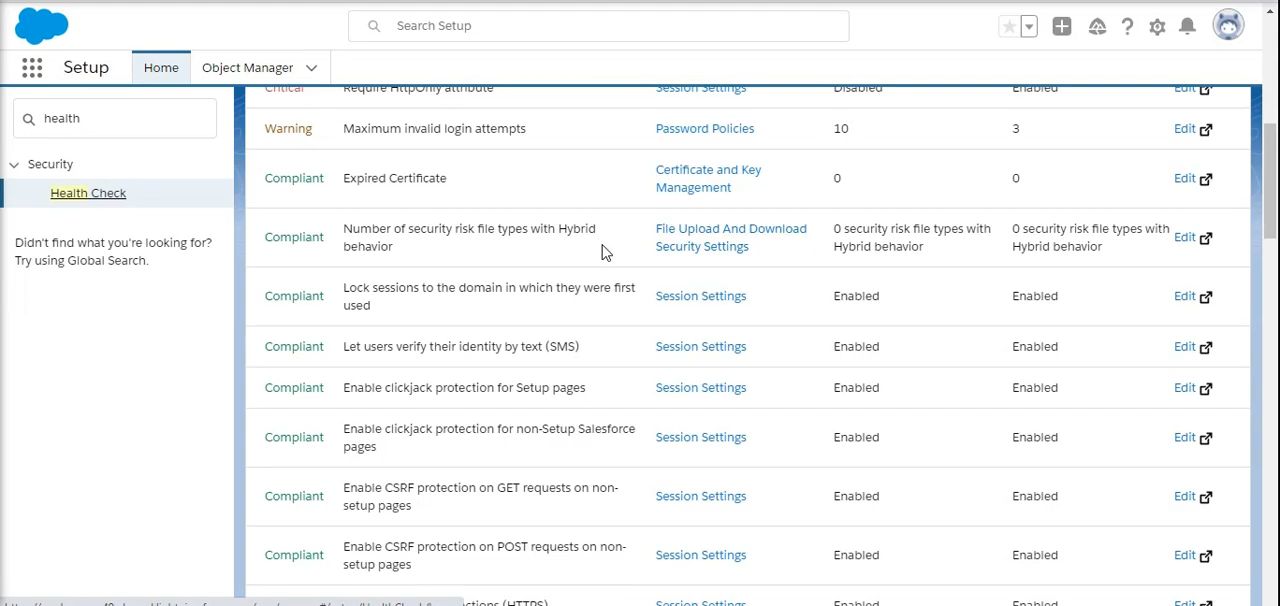 Search Setup
Setup
Home
Object Manager
health
Security
Health Check
Didn't find what you're looking for?
Try using Global Search.
Critical Require HttpOnly attribute Session Settings Disabled Enabled Edit
Warning Maximum invalid login attempts Password Policies 10 3 Edit
Compliant Expired Certificate Certificate and Key 0 0 Edit
Management
Compliant Number of security risk file types with Hybrid File Upload And Download 0 security risk file types with 0 security risk file types with Edit
behavior Security Settings Hybrid behavior Hybrid behavior
Compliant Lock sessions to the domain in which they were first Session Settings Enabled Enabled Edit
used
Compliant Let users verify their identity by text (SMS) Session Settings Enabled Enabled Edit
Compliant Enable clickjack protection for Setup pages Session Settings Enabled Enabled Edit
Compliant Enable clickjack protection for non-Setup Salesforce Session Settings Enabled Enabled Edit
pages
Compliant Enable CSRF protection on GET requests on non- Session Settings Enabled Enabled Edit
setup pages
Compliant Enable CSRF protection on POST requests on non- Session Settings Enabled Enabled Edit
setup pages
(HTTPS) Session Settings Enabled Enabled Edit